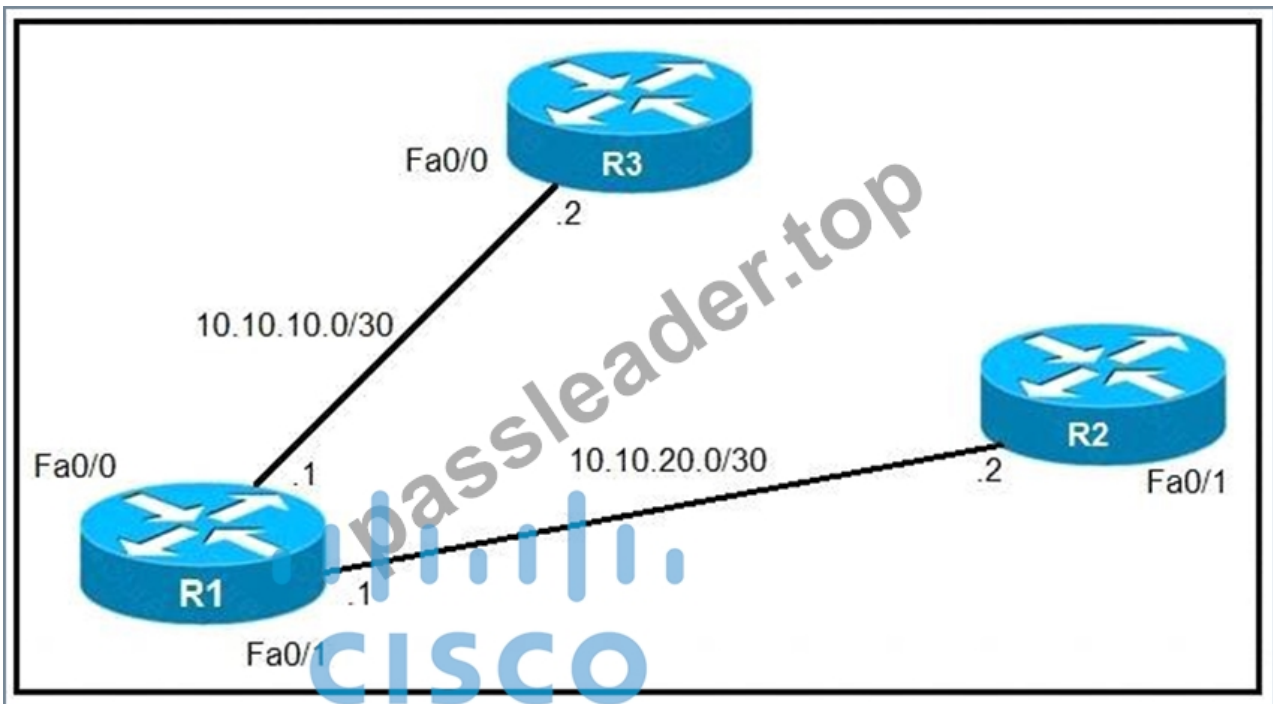 Fa0/0
R3
.2
10.10.10.0/30
passleader.top
Fa0/0
.1
10.10.20.0/30
R2
.2
Fa0/1
R1
.1
Fa0/1
CISCO